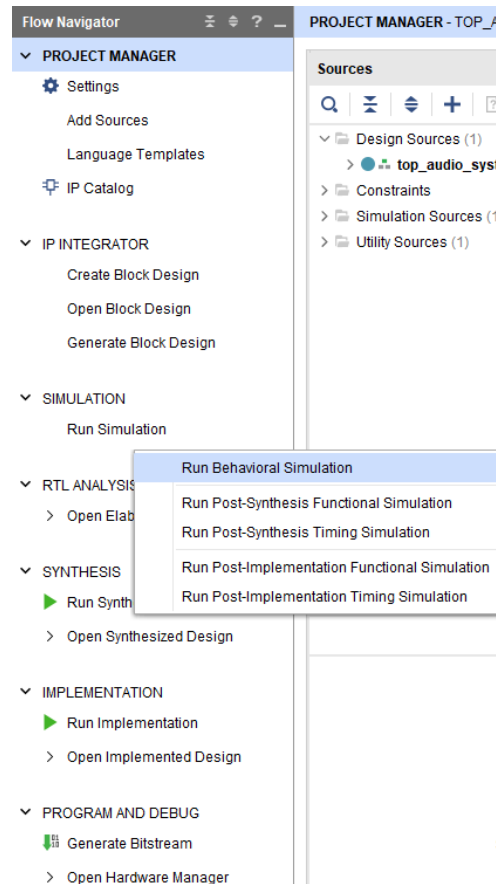 Flow Navigator
PROJECT MANAGER
Settings
Add Sources
Language Templates
IP Catalog
IP INTEGRATOR
Create Block Design
Open Block Design
Generate Block Design
SIMULATION
Run Simulation
RTL ANALYSIS
Open Elab
SYNTHESIS
Run Synth
Open Synthesized Design
IMPLEMENTATION
Run Implementation
Open Implemented Design
PROGRAM AND DEBUG
Generate Bitstream
Open Hardware Manager
Run Behavioral Simulation
Run Post-Synthesis Functional Simulation
Run Post-Synthesis Timing Simulation
Run Post-Implementation Functional Simulation
Run Post-Implementation Timing Simulation
PROJECT MANAGER - TOP_A
Sources
Design Sources (1)
top_audio_syst
Constraints
Simulation Sources (1
Utility Sources (1)